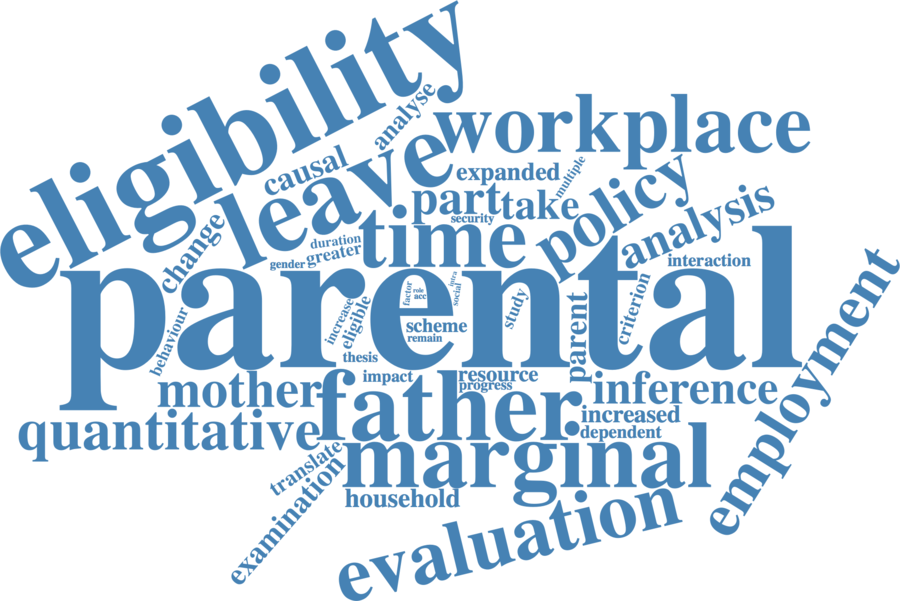 eligibility
analyse
workplace
causal
leave
expanded
multiple
part
take
policy
security
change
time
analysis
duration
greater
gender
interaction
parental
factor
role
acc
intra
social
study
criterion
increase
eligible
scheme
remain
behaviour
thesis
parent
employment
impact
resource
progress
mother
father
inference
increased
quantitative
dependent
marginal
translate
examination
household
evaluation